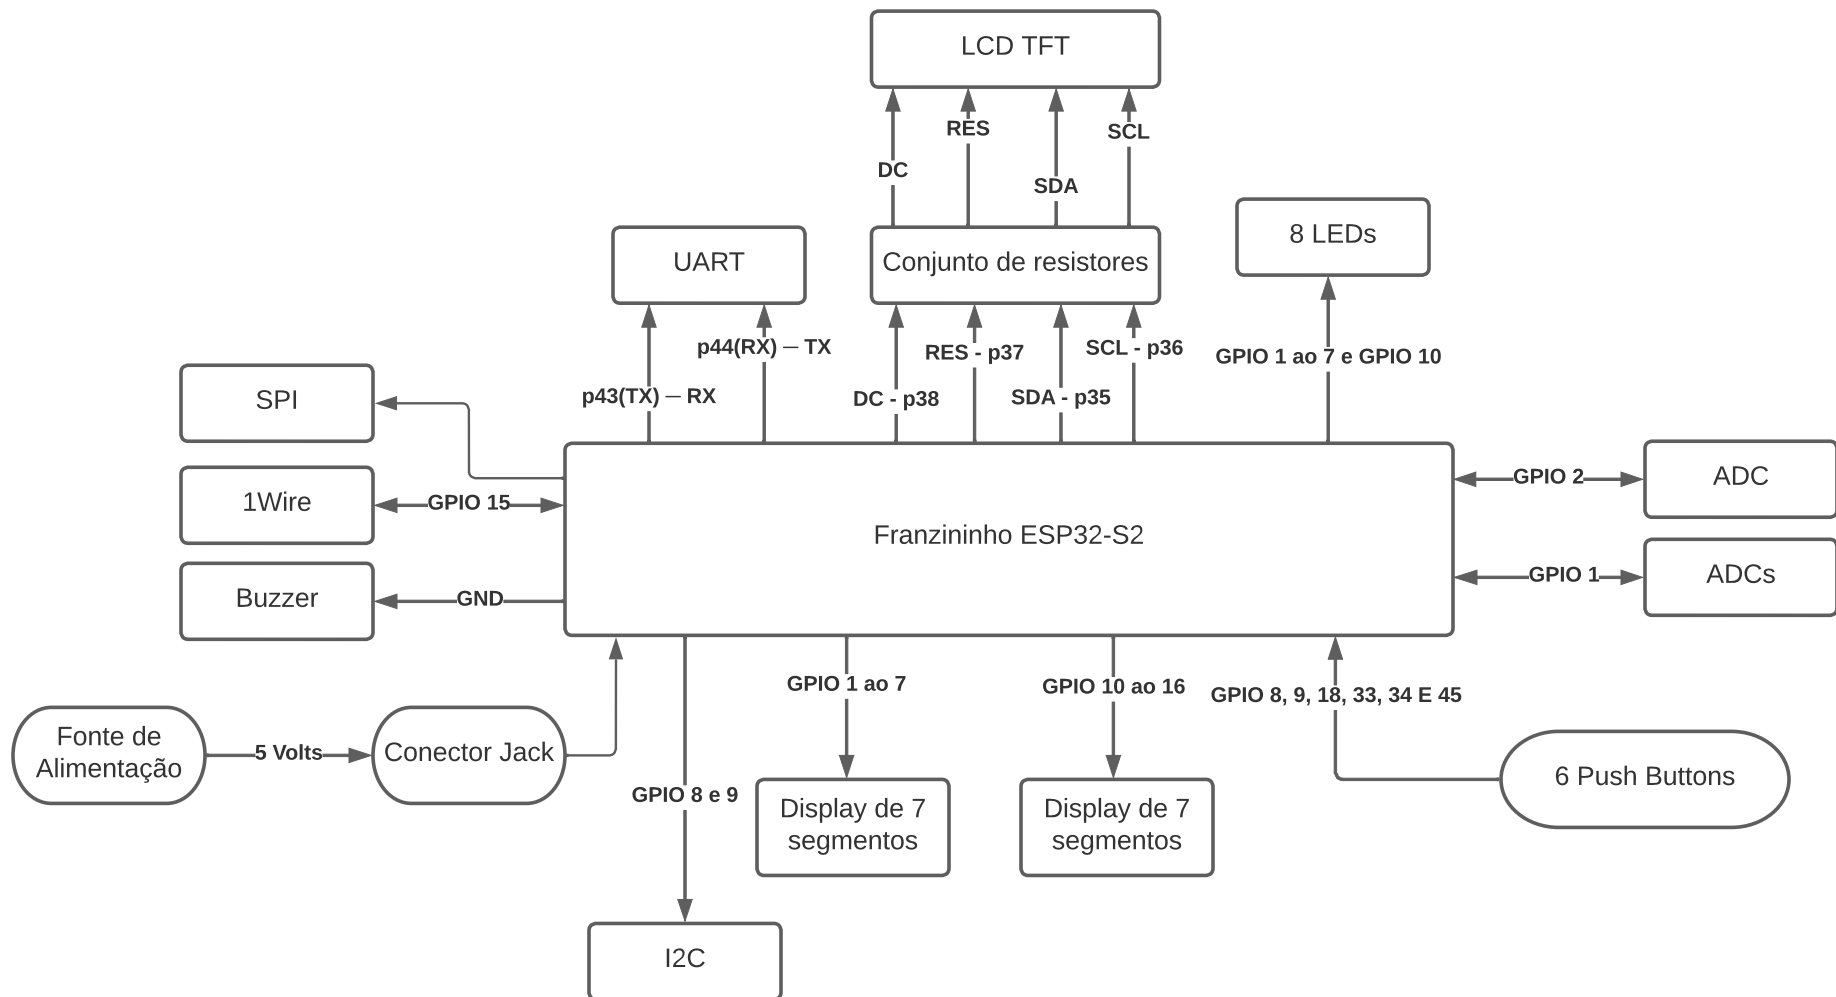 LCD TFT
RES
SCL
DC
SDA
8 LEDs
UART
Conjunto de resistores
p44(RX) — TX
RES - p37
SCL - p36
GPIO 1 ao 7 e GPIO 10
p43(TX) — RX
DC - p38
SDA - p35
SPI
ADC
GPIO 2
1Wire
GPIO 15
Franzininho ESP32-S2
GPIO 1
ADCs
Buzzer
GND
GPIO 1 ao 7
GPIO 10 ao 16
GPIO 8, 9, 18, 33, 34 E 45
Fonte de
Alimentação
5 Volts
Conector Jack
6 Push Buttons
GPIO 8 e 9
Display de 7
segmentos
Display de 7
segmentos
I2C